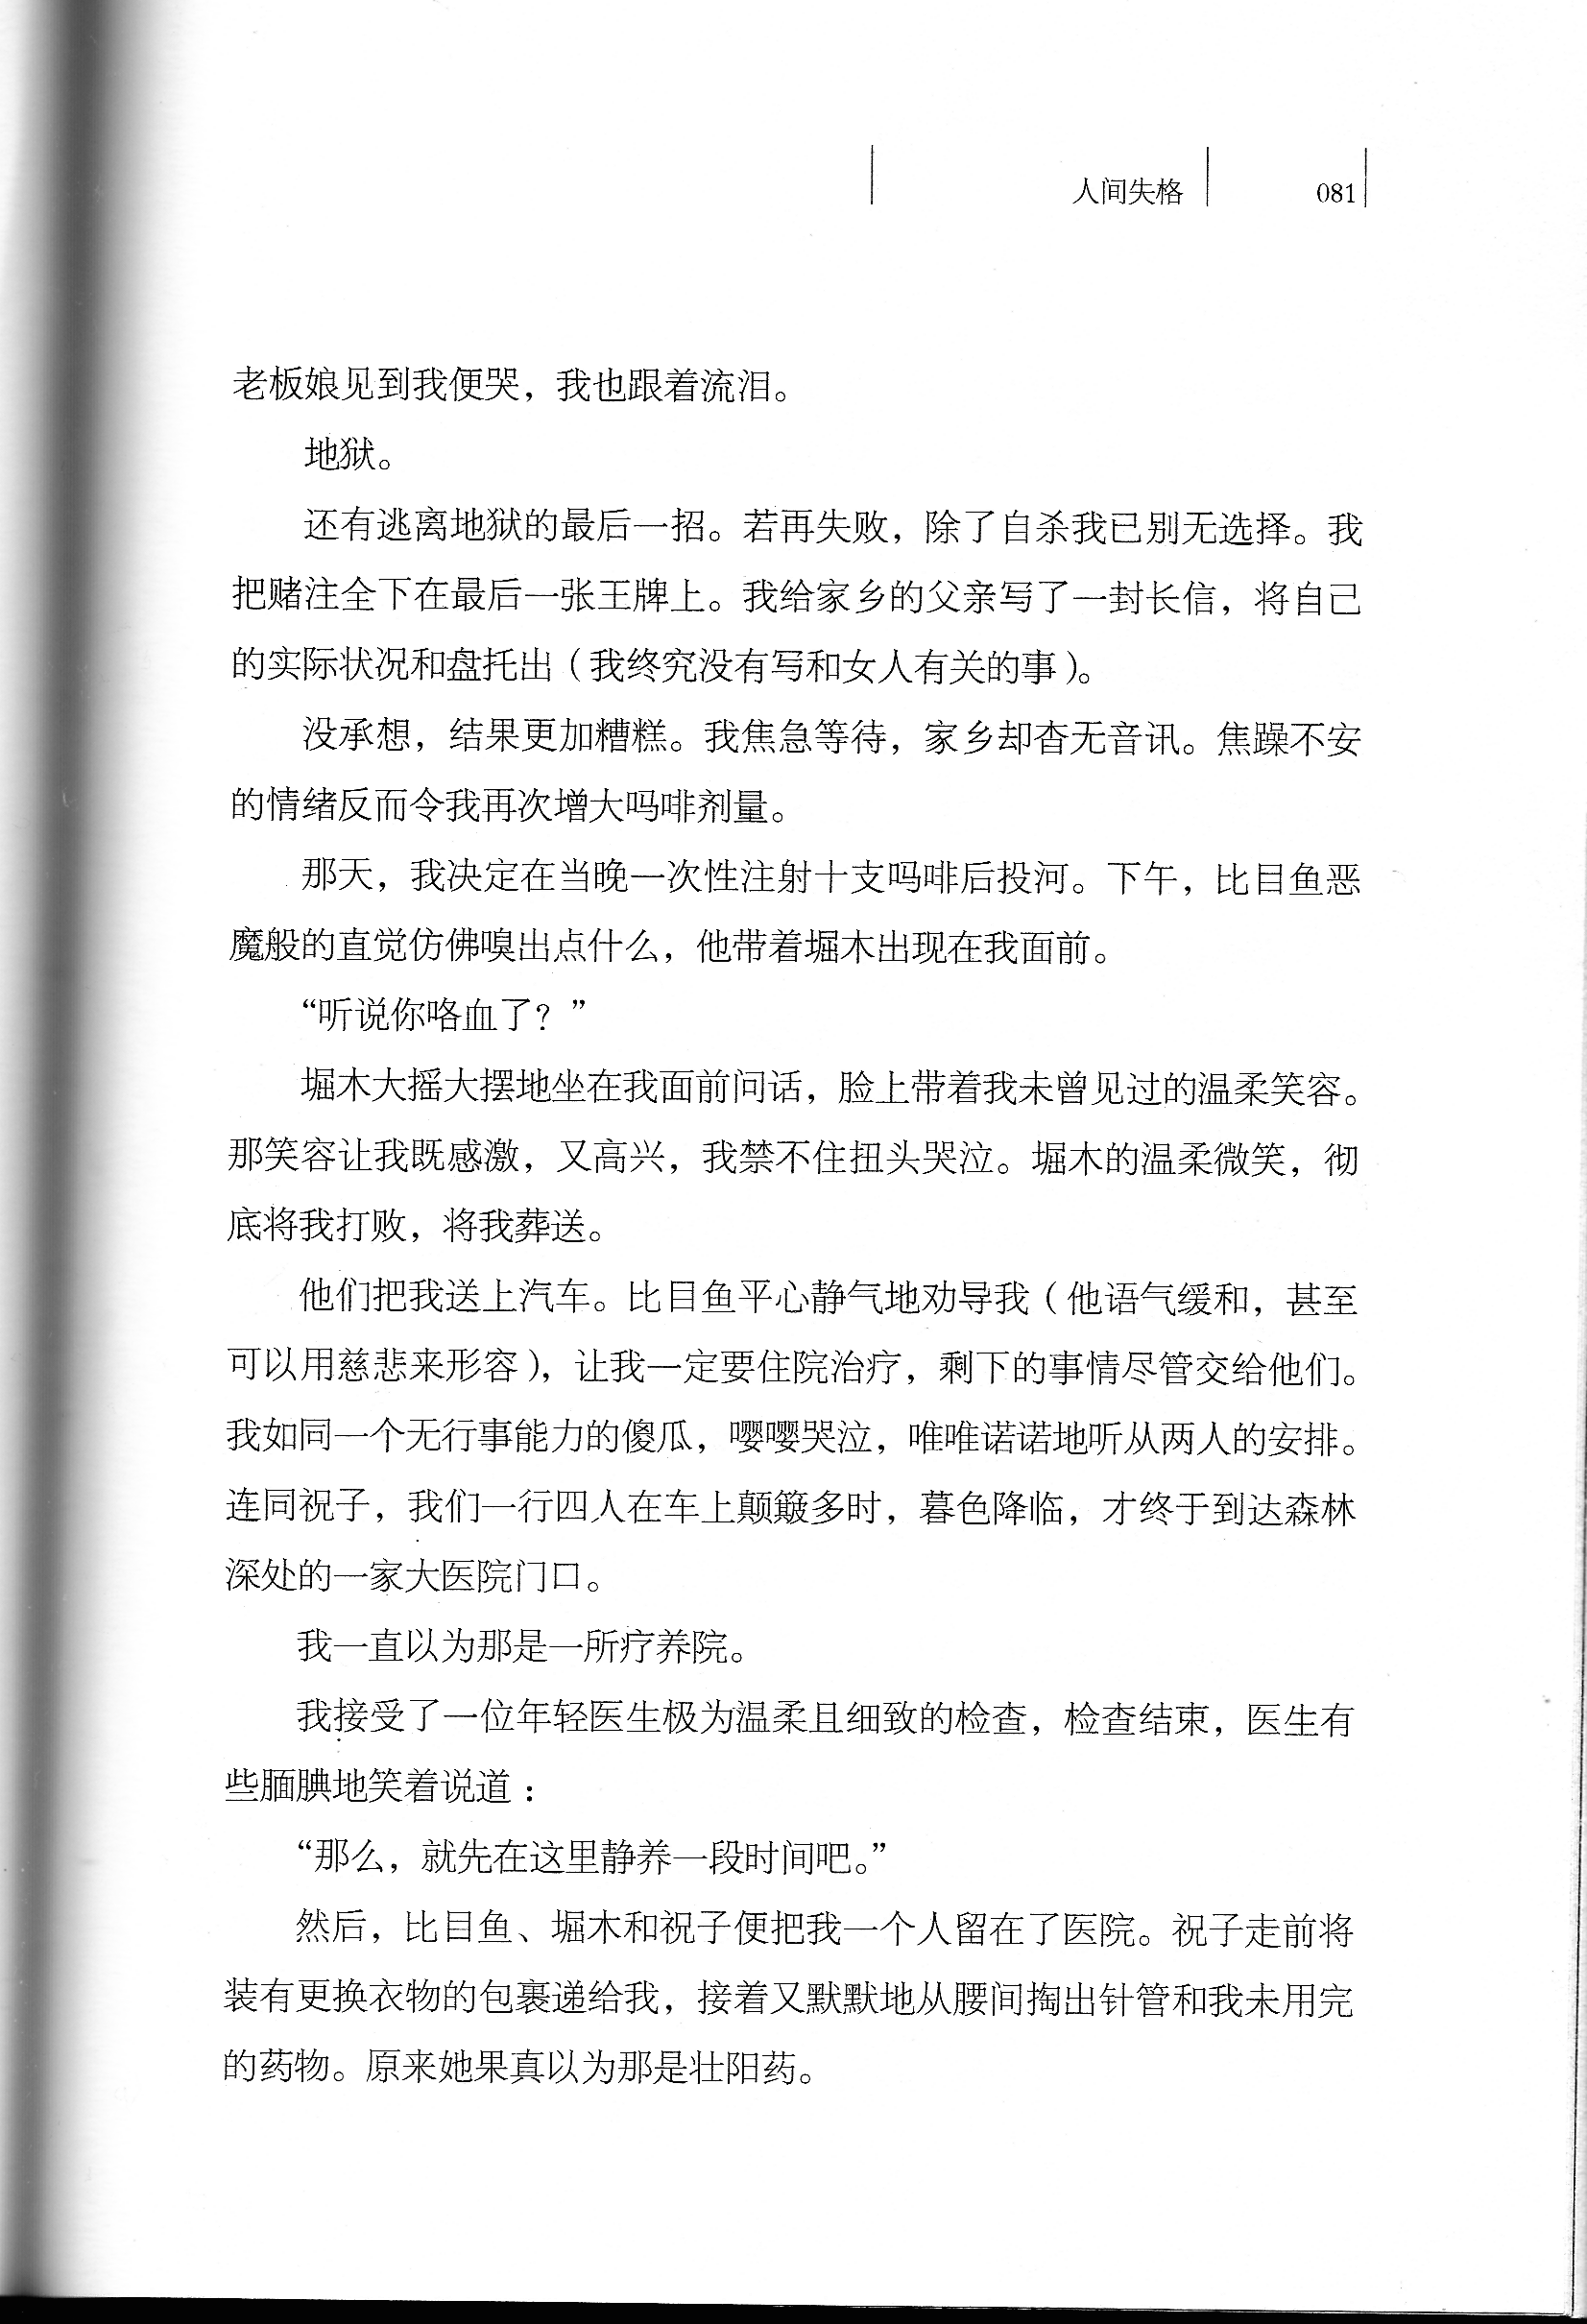 人间失格 081
老板娘见到我便哭，我也跟着流泪。
地狱。
还有逃离地狱的最后一招。若再失败，除了自杀我已别无选择。我
把赌注全下在最后一张王牌上。我给家乡的父亲写了一封长信，将自己
的实际状况和盘托出（我终究没有写和女人有关的事）。
没承想，结果更加糟糕。我焦急等待，家乡却杳无音讯。焦躁不安
的情绪反而令我再次增大吗啡剂量。
那天，我决定在当晚一次性注射十支吗啡后投河。下午，比目鱼恶
魔般的直觉仿佛嗅出点什么，他带着堀木出现在我面前。
“听说你咯血了？”
堀木大摇大摆地坐在我面前问话，脸上带着我未曾见过的温柔笑容。
那笑容让我既感激，又高兴，我禁不住扭头哭泣。堀木的温柔微笑，彻
底将我打败，将我葬送。
他们把我送上汽车。比目鱼平心静气地劝导我（他语气缓和，甚至
可以用慈悲来形容），让我一定要住院治疗，剩下的事情尽管交给他们。
我如同一个无行事能力的傻瓜，嘤嘤哭泣，唯唯诺诺地听从两人的安排。
连同祝子，我们一行四人在车上颠簸多时，暮色降临，才终于到达森林
深处的一家大医院门口。
我一直以为那是一所疗养院。
我接受了一位年轻医生极为温柔且细致的检查，检查结束，医生有
些腼腆地笑着说道：
“那么，就先在这里静养一段时间吧。”
然后，比目鱼、堀木和祝子便把我一个人留在了医院。祝子走前将
装有更换衣物的包裹递给我，接着又默默地从腰间掏出针管和我未用完
的药物。原来她果真以为那是壮阳药。